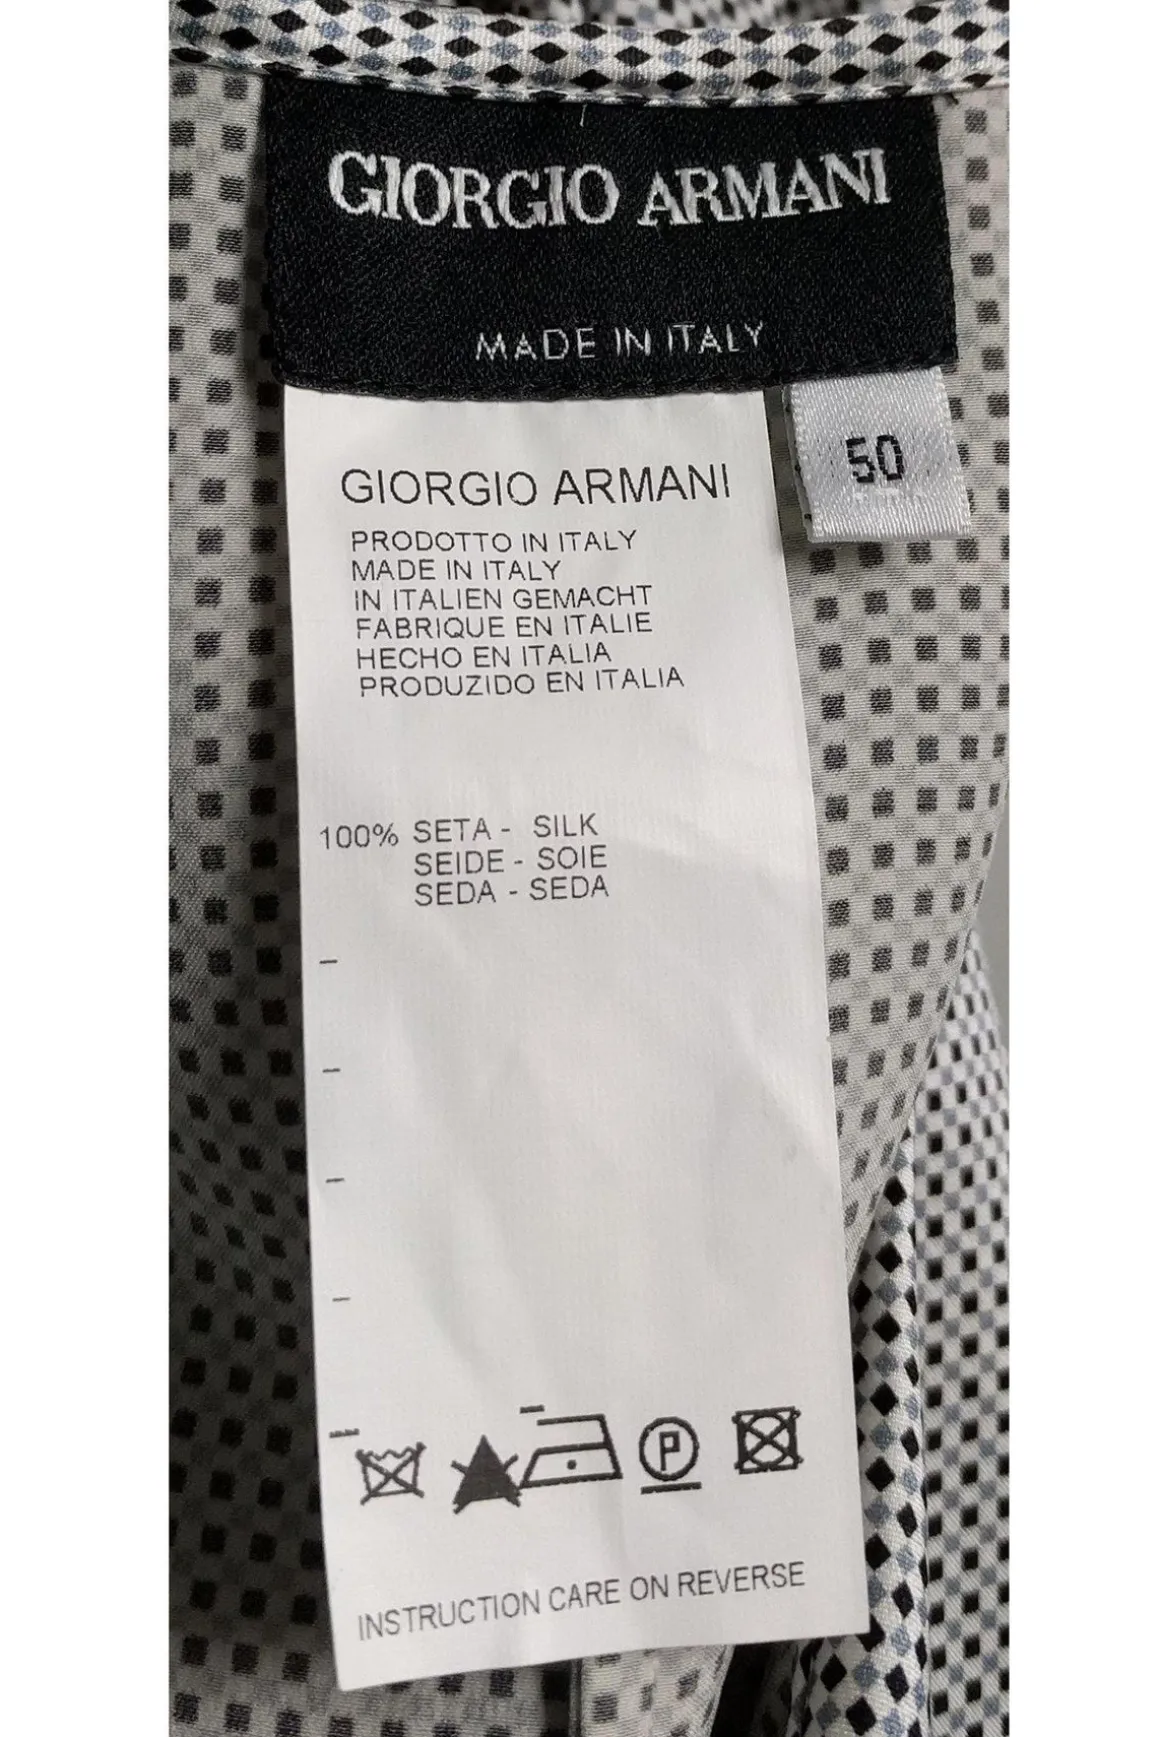 GIORGIO ARMANI
MADE IN ITALY
50
GIORGIO ARMANI
PRODOTTO IN ITALY
MADE IN ITALY
IN ITALIEN GEMACHT
FABRIQUE EN ITALIE
HECHO EN ITALIA
PRODUZIDO EN ITALIA
100% SETA - SILK
SEIDE - SOIE
SEDA - SEDA
P
INSTRUCTION CARE ON REVERSE